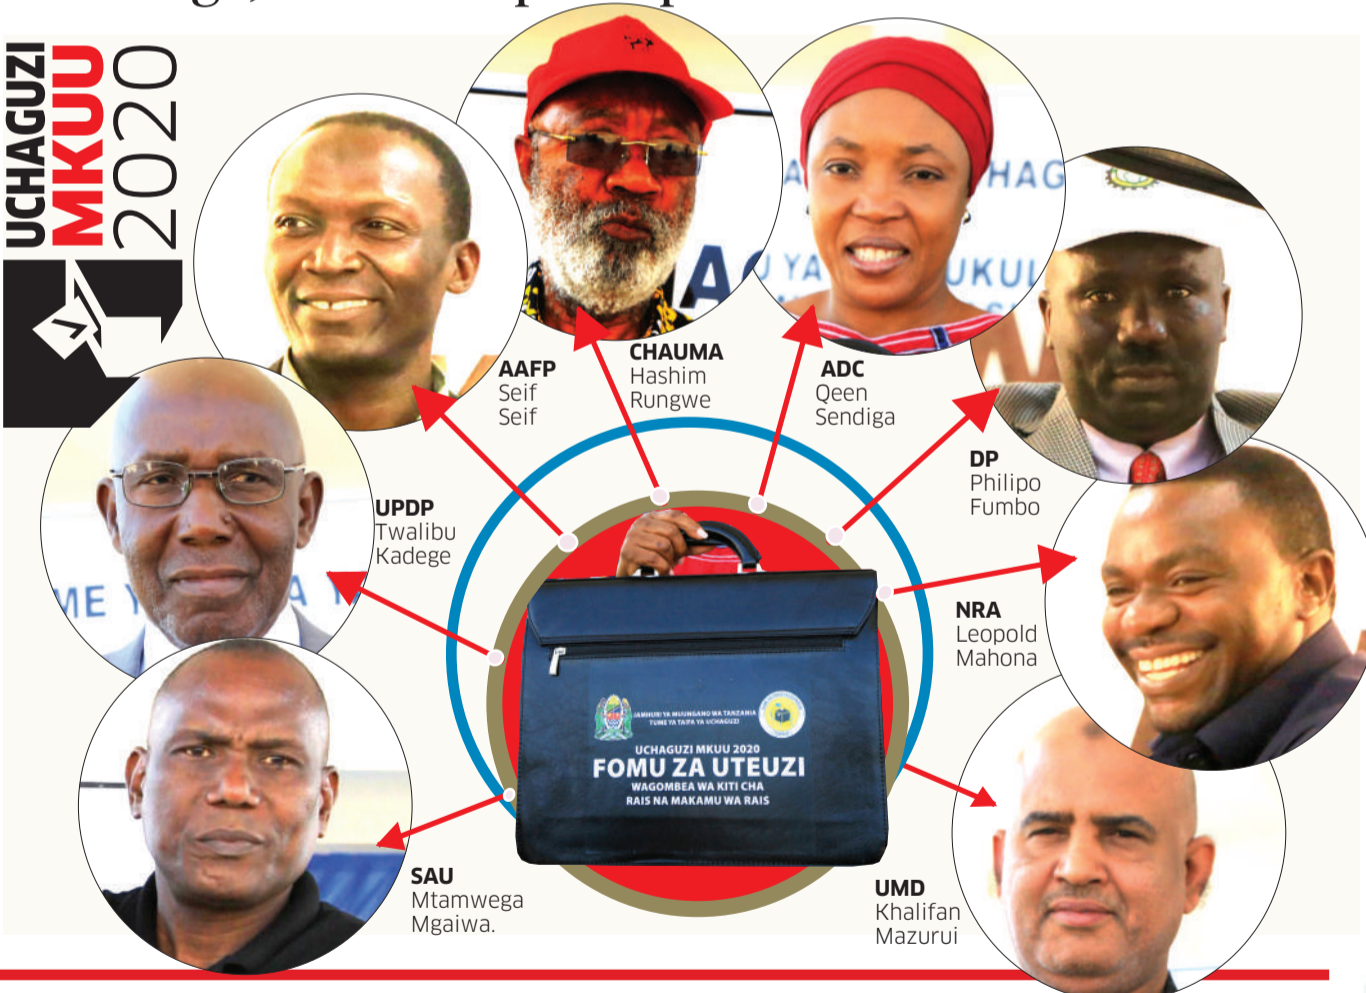 UCHAGUZI
MKUU
2020
AAFP
Seif
Seif
CHAUMA
Hashim
Rungwe
ADC
Qeen
Sendiga
DP
Philipo
Fumbo
UPDP
Twalibu
Kadege
NRA
Leopold
Mahona
SAU
Mtamwega
Mgaiwa.
UMD
Khalifan
Mazurui
JAMHURI YA MUUNGANO WA TANZANIA
TUME YA TAIFA YA UCHAGUZI
UCHAGUZI MKUU 2020
FOMU ZA UTEUZI
WAGOMBEA WA KITI CHA
RAIS NA MAKAMU WA RAIS